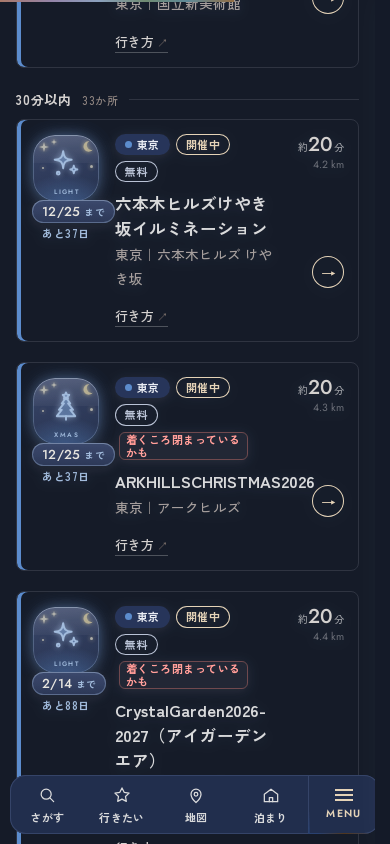 東京｜国立新美術館
行き方 ↗
30分以内 33か所
LIGHT
12/25 まで
あと37日
東京 開催中
無料
約20分
4.2 km
六本木ヒルズけやき
坂イルミネーション
東京｜六本木ヒルズ けや
き坂
→
行き方 ↗
XMAS
12/25 まで
あと37日
東京 開催中
無料
着くころ閉まっている
かも
約20分
4.3 km
ARKHILLSCHRISTMAS2026
東京｜アークヒルズ
→
行き方 ↗
LIGHT
2/14 まで
あと88日
東京 開催中
無料
着くころ閉まっている
かも
約20分
4.4 km
CrystalGarden2026-
2027（アイガーデン
エア）
さがす 行きたい 地図 泊まり MENU